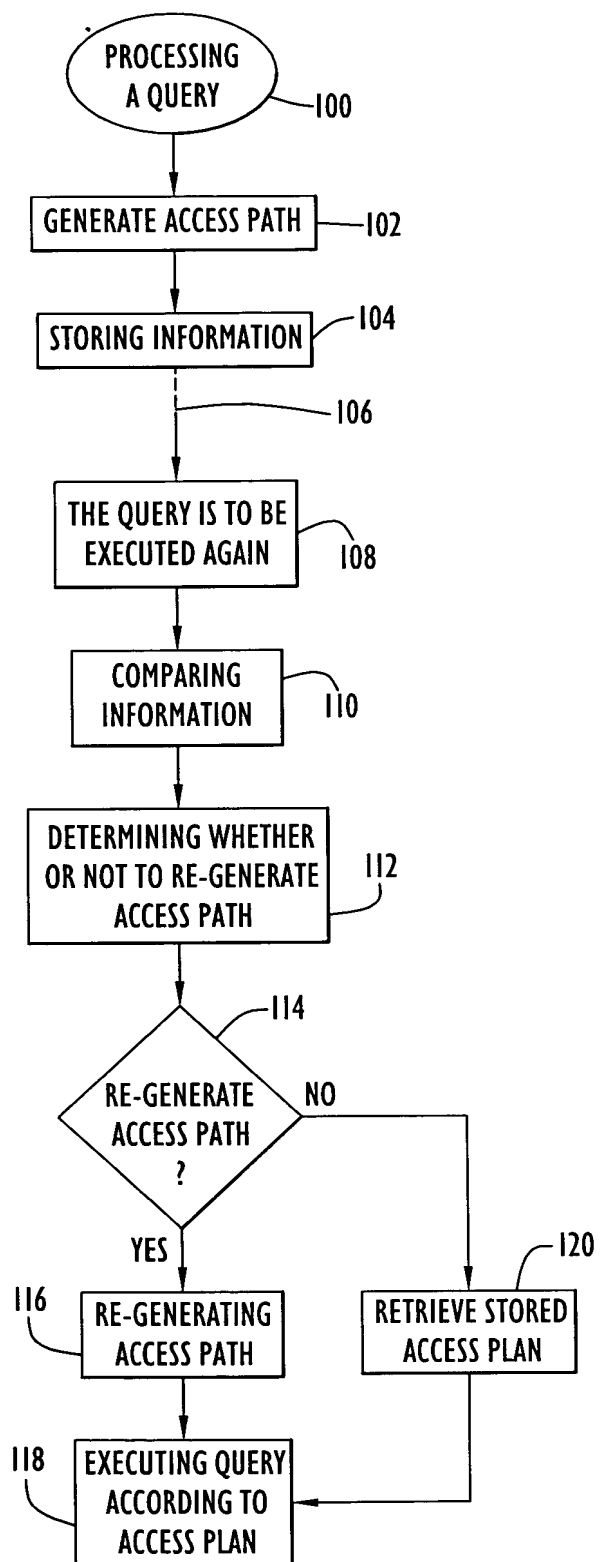 PROCESSING
A QUERY
100
GENERATE ACCESS PATH
102
STORING INFORMATION
104
106
THE QUERY IS TO BE
EXECUTED AGAIN
108
COMPARING
INFORMATION
110
DETERMINING WHETHER
OR NOT TO RE-GENERATE
ACCESS PATH
112
114
RE-GENERATE
ACCESS PATH
?
NO
YES
116
RE-GENERATING
ACCESS PATH
120
RETRIEVE STORED
ACCESS PLAN
118
EXECUTING QUERY
ACCORDING TO
ACCESS PLAN